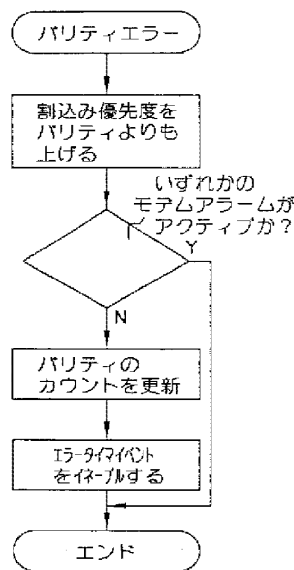 パリティエラー
割込み優先度を
パリティよりも
上げる
いずれかの
モデムアラームが
アクティブか？
Y
N
パリティの
カウントを更新
エラータイマイベント
をイネーブルする
エンド